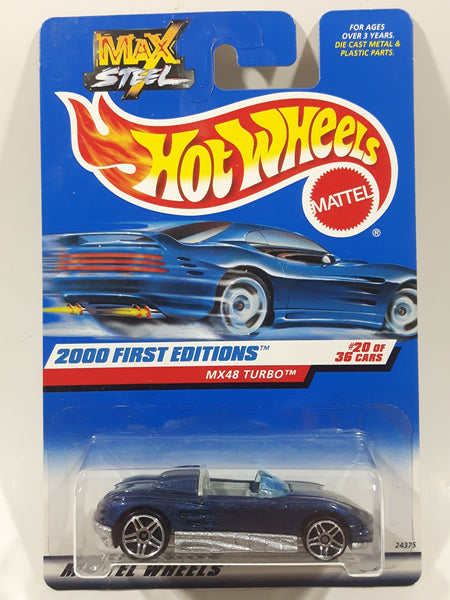 MAX
STEEL
FOR AGES
OVER 3 YEARS.
DIE CAST METAL &
PLASTIC PARTS.
HOT WHEELS
MATTEL
®
2000 FIRST EDITIONS™
#20 OF
36 CARS
MX48 TURBO™
24375
WHEELS